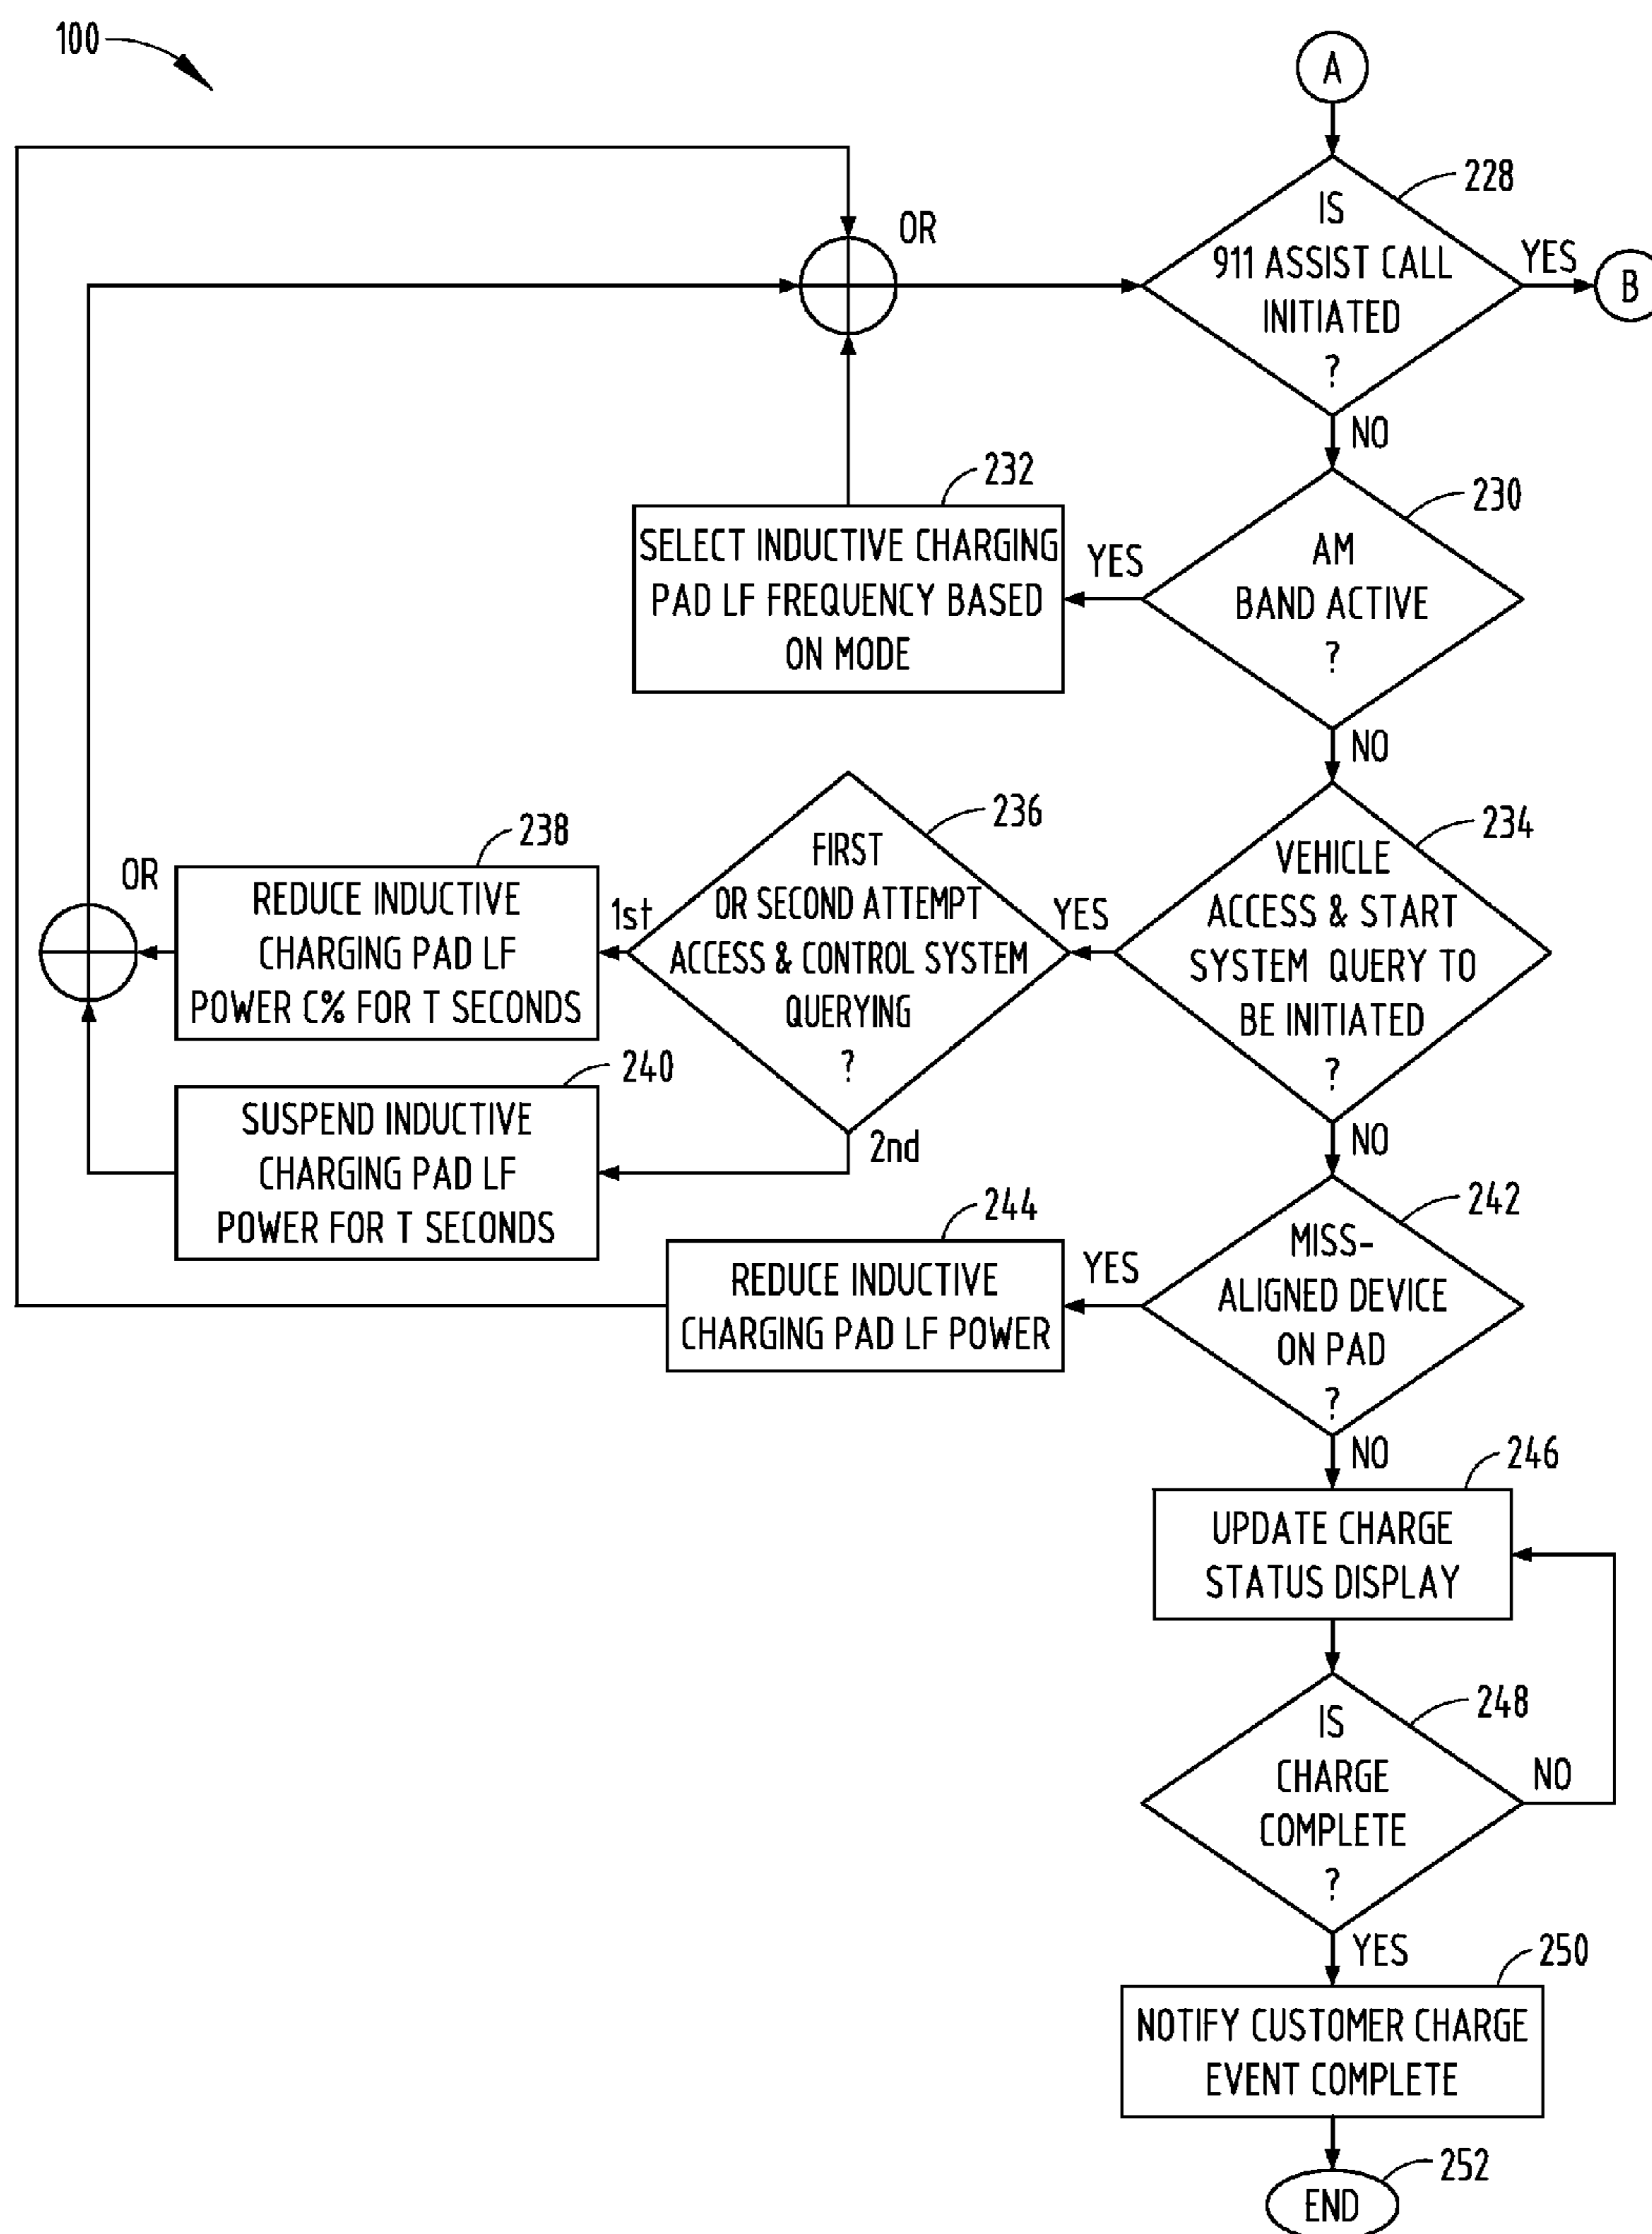 100
A
228
IS
911 ASSIST CALL
INITIATED
?
YES
B
OR
NO
232
SELECT INDUCTIVE CHARGING
PAD LF FREQUENCY BASED
ON MODE
YES
230
AM
BAND ACTIVE
?
NO
234
VEHICLE
ACCESS & START
SYSTEM QUERY TO
BE INITIATED
?
YES
236
FIRST
OR SECOND ATTEMPT
ACCESS & CONTROL SYSTEM
QUERYING
?
1st
2nd
238
REDUCE INDUCTIVE
CHARGING PAD LF
POWER C% FOR T SECONDS
OR
240
SUSPEND INDUCTIVE
CHARGING PAD LF
POWER FOR T SECONDS
NO
242
MISS-
ALIGNED DEVICE
ON PAD
?
YES
244
REDUCE INDUCTIVE
CHARGING PAD LF POWER
NO
246
UPDATE CHARGE
STATUS DISPLAY
248
IS
CHARGE
COMPLETE
?
NO
YES
250
NOTIFY CUSTOMER CHARGE
EVENT COMPLETE
252
END